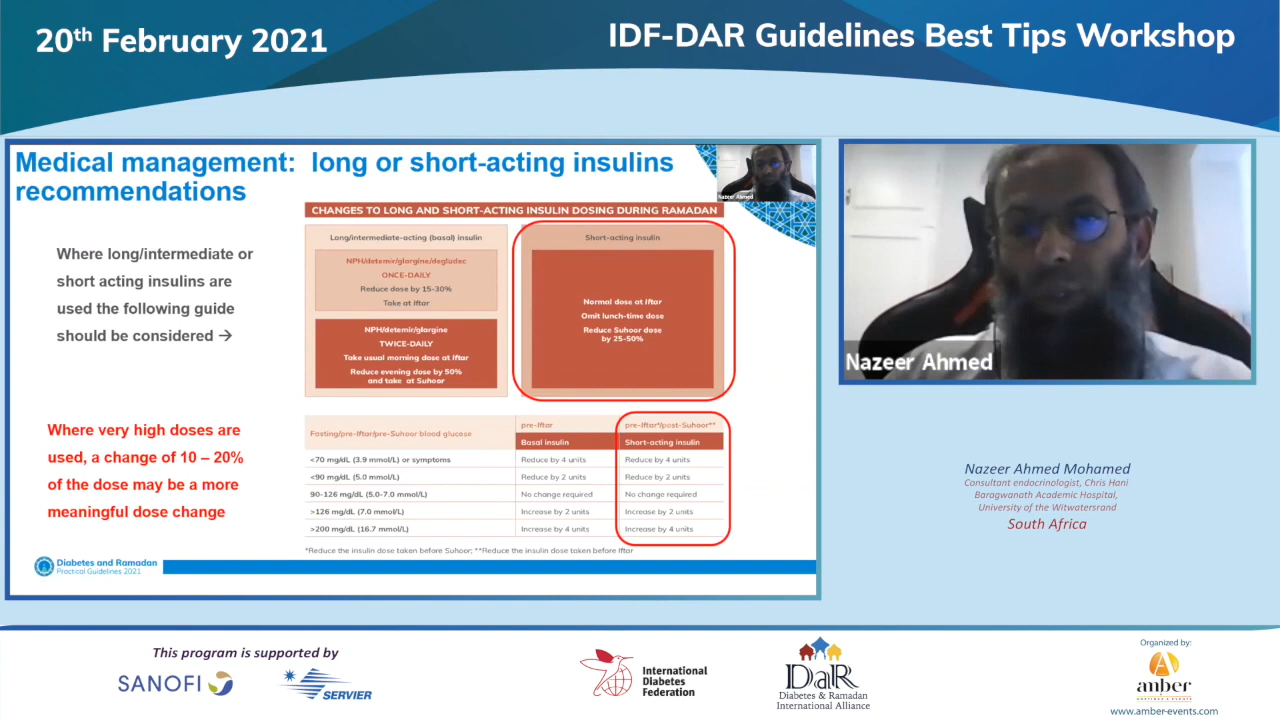 20th February 2021
IDF-DAR Guidelines Best Tips Workshop
Medical management: long or short-acting insulins
recommendations
Nazeer Ahmed
CHANGES TO LONG AND SHORT-ACTING INSULIN DOSING DURING RAMADAN
Where long/intermediate or
short acting insulins are
used the following guide
should be considered →
Long/intermediate-acting (basal) insulin
NPH/detemir/glargine/degludec
ONCE-DAILY
Reduce dose by 15-30%
Take at Iftar
NPH/detemir/glargine
TWICE-DAILY
Take usual morning dose at Iftar
Reduce evening dose by 50%
and take at Suhoor
Short-acting insulin
Normal dose at Iftar
Omit lunch-time dose
Reduce Suhoor dose
by 25-50%
Where very high doses are
used, a change of 10 – 20%
of the dose may be a more
meaningful dose change
Fasting/pre-Iftar/pre-Suhoor blood glucose
pre-Iftar
pre-Iftar*/post-Suhoor**
Basal insulin
Short-acting insulin
<70 mg/dL (3.9 mmol/L) or symptoms
Reduce by 4 units
Reduce by 4 units
<90 mg/dL (5.0 mmol/L)
Reduce by 2 units
Reduce by 2 units
90-126 mg/dL (5.0-7.0 mmol/L)
No change required
No change required
>126 mg/dL (7.0 mmol/L)
Increase by 2 units
Increase by 2 units
>200 mg/dL (16.7 mmol/L)
Increase by 4 units
Increase by 4 units
*Reduce the insulin dose taken before Suhoor; **Reduce the insulin dose taken before Iftar
Diabetes and Ramadan
Practical Guidelines 2021
Nazeer Ahmed
Nazeer Ahmed Mohamed
Consultant endocrinologist, Chris Hani
Baragwanath Academic Hospital,
University of the Witwatersrand
South Africa
This program is supported by
SANOFI
SERVIER
International
Diabetes
Federation
DaR
Diabetes & Ramadan
International Alliance
Organized by:
amber
www.amber-events.com